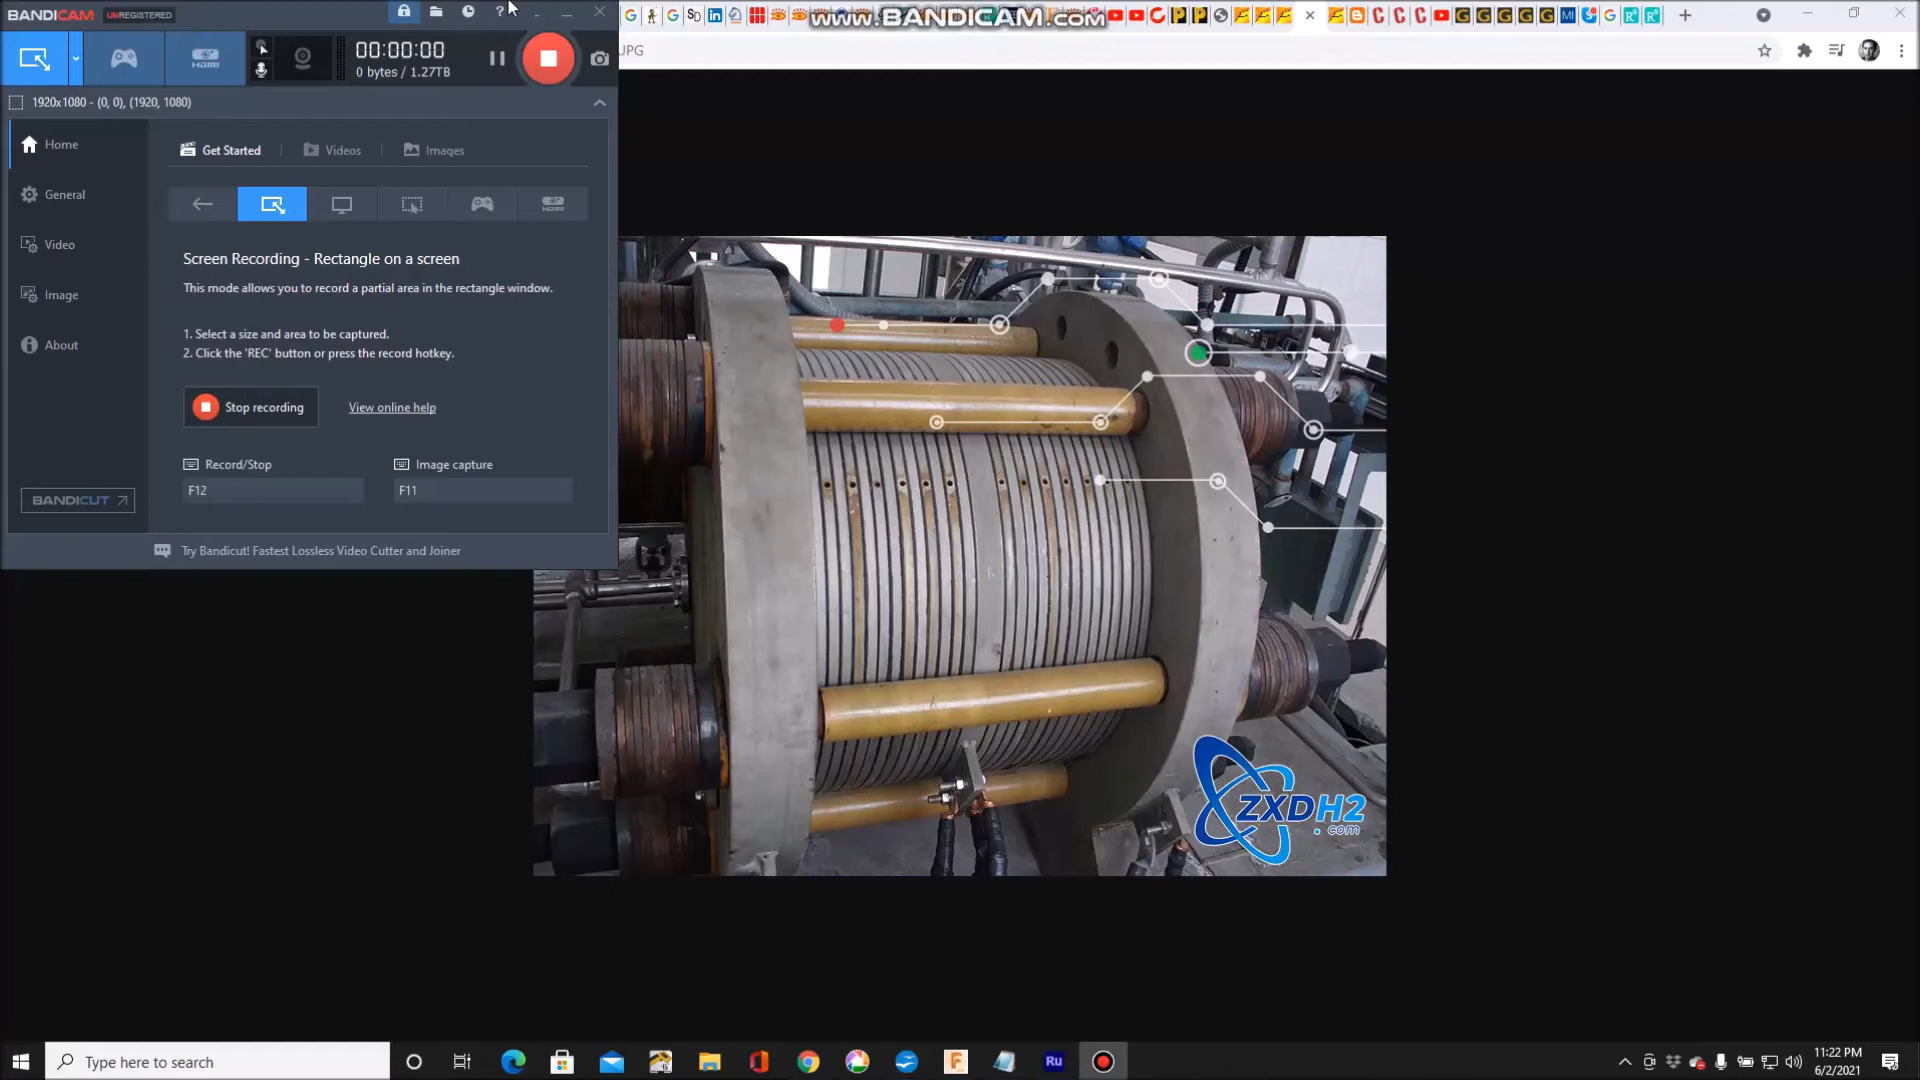 BANDICAM UNREGISTERED
?
www.BANDICAM.com
HDMI
00:00:00
0 bytes / 1.27TB
JPG
1920x1080 - (0, 0), (1920, 1080)
Home
General
Video
Image
About
BANDICUT
Get Started
Videos
Images
HDMI
Screen Recording - Rectangle on a screen
This mode allows you to record a partial area in the rectangle window.
1. Select a size and area to be captured.
2. Click the 'REC' button or press the record hotkey.
Stop recording
View online help
Record/Stop
Image capture
F12
F11
Try Bandicut! Fastest Lossless Video Cutter and Joiner
ZXDH2
.com
Type here to search
Ru
11:22 PM
6/2/2021